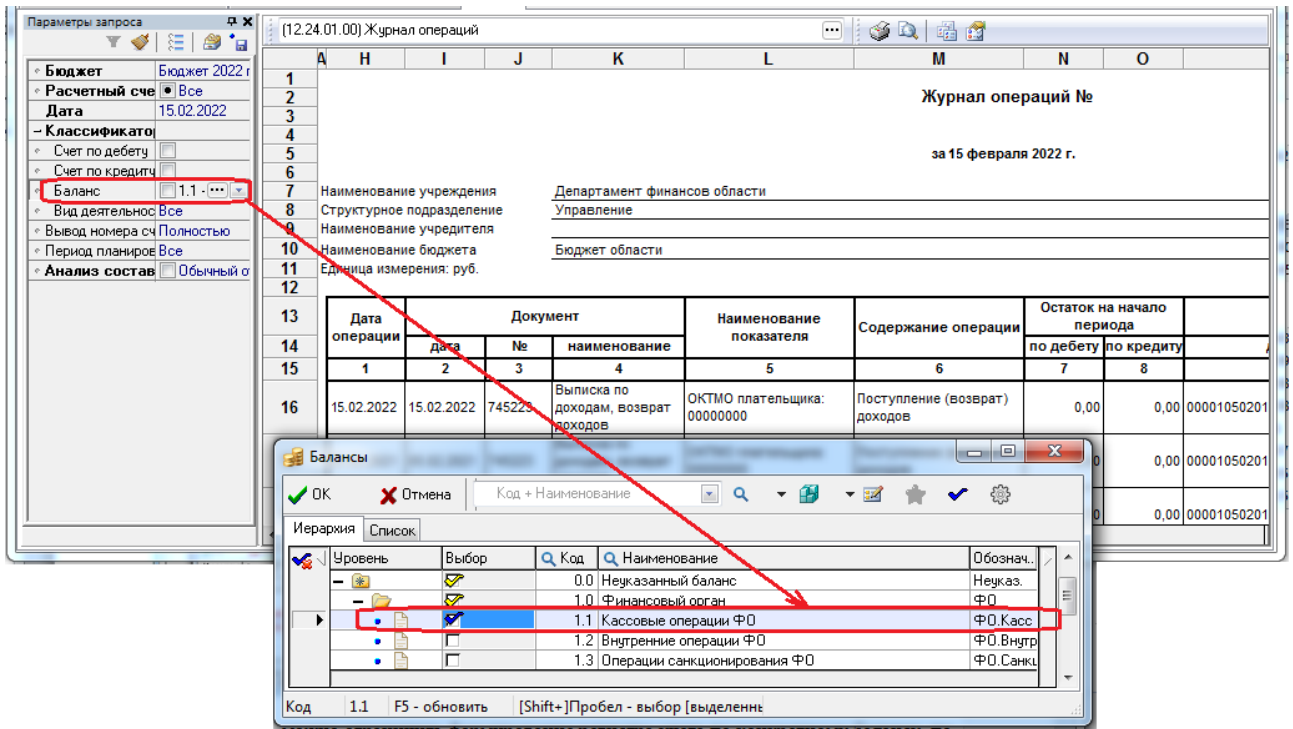 Параметры запроса
Бюджет Бюджет 2022 г
Расчетный сче Все
Дата 15.02.2022
Классификатор
Счет по дебету
Счет по кредиту
Баланс 1.1 - ...
Вид деятельнос Все
Вывод номера сч Полностью
Период планиров Все
Анализ состав Обычный о
(12.24.01.00) Журнал операций ...
A H I J K L M N O
1
2 Журнал операций №
3
4
5 за 15 февраля 2022 г.
6
7 Наименование учреждения Департамент финансов области
8 Структурное подразделение Управление
9 Наименование учредителя
10 Наименование бюджета Бюджет области
11 Единица измерения: руб.
12
13 Дата операции Документ Наименование показателя Содержание операции Остаток на начало периода
14 дата № наименование по дебету по кредиту
15 1 2 3 4 5 6 7 8
16 15.02.2022 15.02.2022 745223 Выписка по доходам, возврат доходов ОКТМО плательщика: 00000000 Поступление (возврат) доходов 0,00 0,00 00001050201
0,00 00001050201
0,00 00001050201
Балансы
OK Отмена Код + Наименование
Иерархия Список
Уровень Выбор Код Наименование Обознач..
0.0 Неуказанный баланс Неуказ.
1.0 Финансовый орган ФО
1.1 Кассовые операции ФО ФО.Касс
1.2 Внутренние операции ФО ФО.Внутр
1.3 Операции санкционирования ФО ФО.Санкц
Код 1.1 F5 - обновить [Shift+]Пробел - выбор [выделеннь